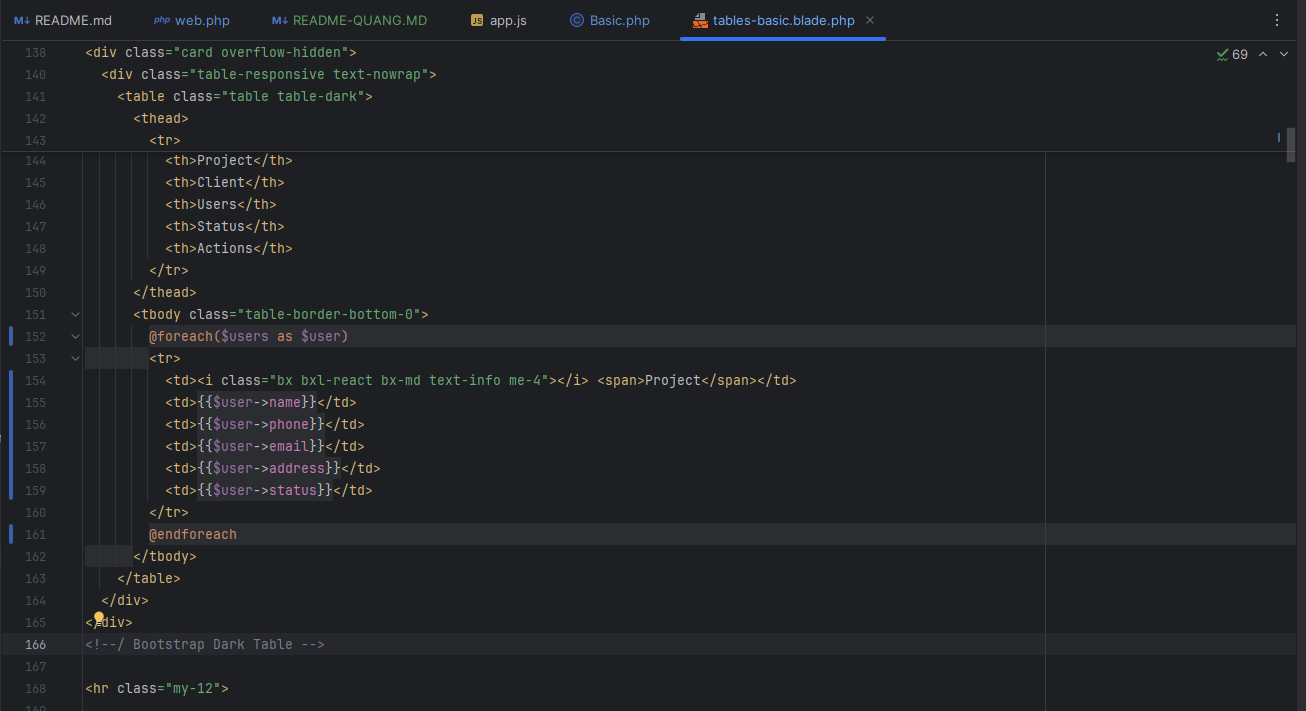 README.md php web.php README-QUANG.MD JS app.js C Basic.php tables-basic.blade.php
138 <div class="card overflow-hidden"> 69
140 <div class="table-responsive text-nowrap">
141 <table class="table table-dark">
142 <thead>
143 <tr>
144 <th>Project</th>
145 <th>Client</th>
146 <th>Users</th>
147 <th>Status</th>
148 <th>Actions</th>
149 </tr>
150 </thead>
151 <tbody class="table-border-bottom-0">
152 @foreach($users as $user)
153 <tr>
154 <td><i class="bx bxl-react bx-md text-info me-4"></i> <span>Project</span></td>
155 <td>{{$user->name}}</td>
156 <td>{{$user->phone}}</td>
157 <td>{{$user->email}}</td>
158 <td>{{$user->address}}</td>
159 <td>{{$user->status}}</td>
160 </tr>
161 @endforeach
162 </tbody>
163 </table>
164 </div>
165 </div>
166 <!--/ Bootstrap Dark Table -->
167
168 <hr class="my-12">
169